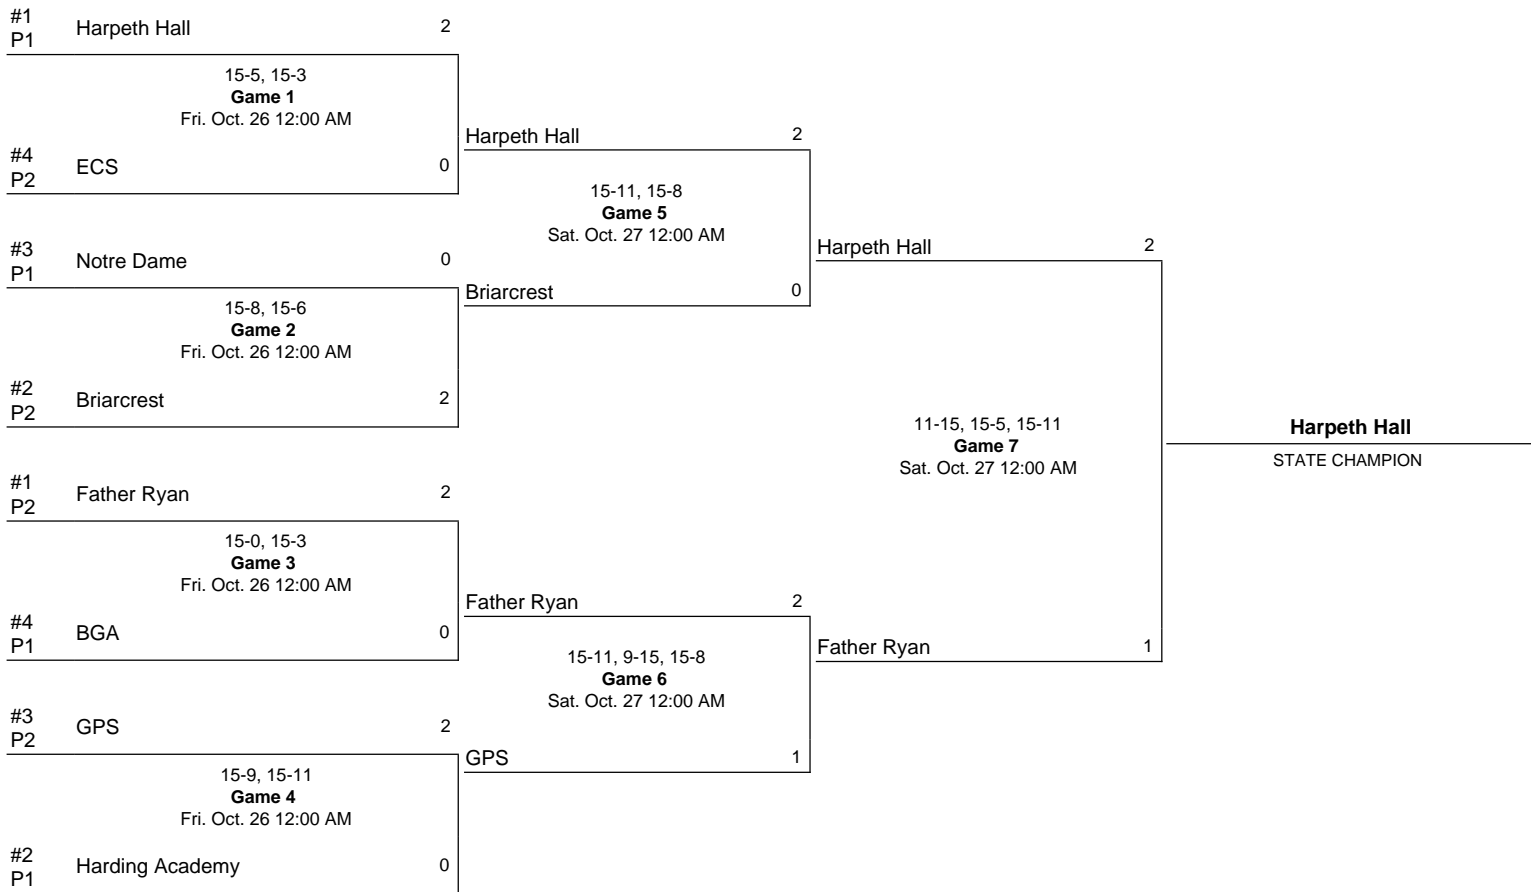 #1
P1
Harpeth Hall 2
15-5, 15-3
Game 1
Fri. Oct. 26 12:00 AM
#4
P2
ECS 0
#3
P1
Notre Dame 0
15-8, 15-6
Game 2
Fri. Oct. 26 12:00 AM
#2
P2
Briarcrest 2
#1
P2
Father Ryan 2
15-0, 15-3
Game 3
Fri. Oct. 26 12:00 AM
#4
P1
BGA 0
#3
P2
GPS 2
15-9, 15-11
Game 4
Fri. Oct. 26 12:00 AM
#2
P1
Harding Academy 0
Harpeth Hall 2
15-11, 15-8
Game 5
Sat. Oct. 27 12:00 AM
Briarcrest 0
Father Ryan 2
15-11, 9-15, 15-8
Game 6
Sat. Oct. 27 12:00 AM
GPS 1
Harpeth Hall 2
11-15, 15-5, 15-11
Game 7
Sat. Oct. 27 12:00 AM
Father Ryan 1
Harpeth Hall
STATE CHAMPION